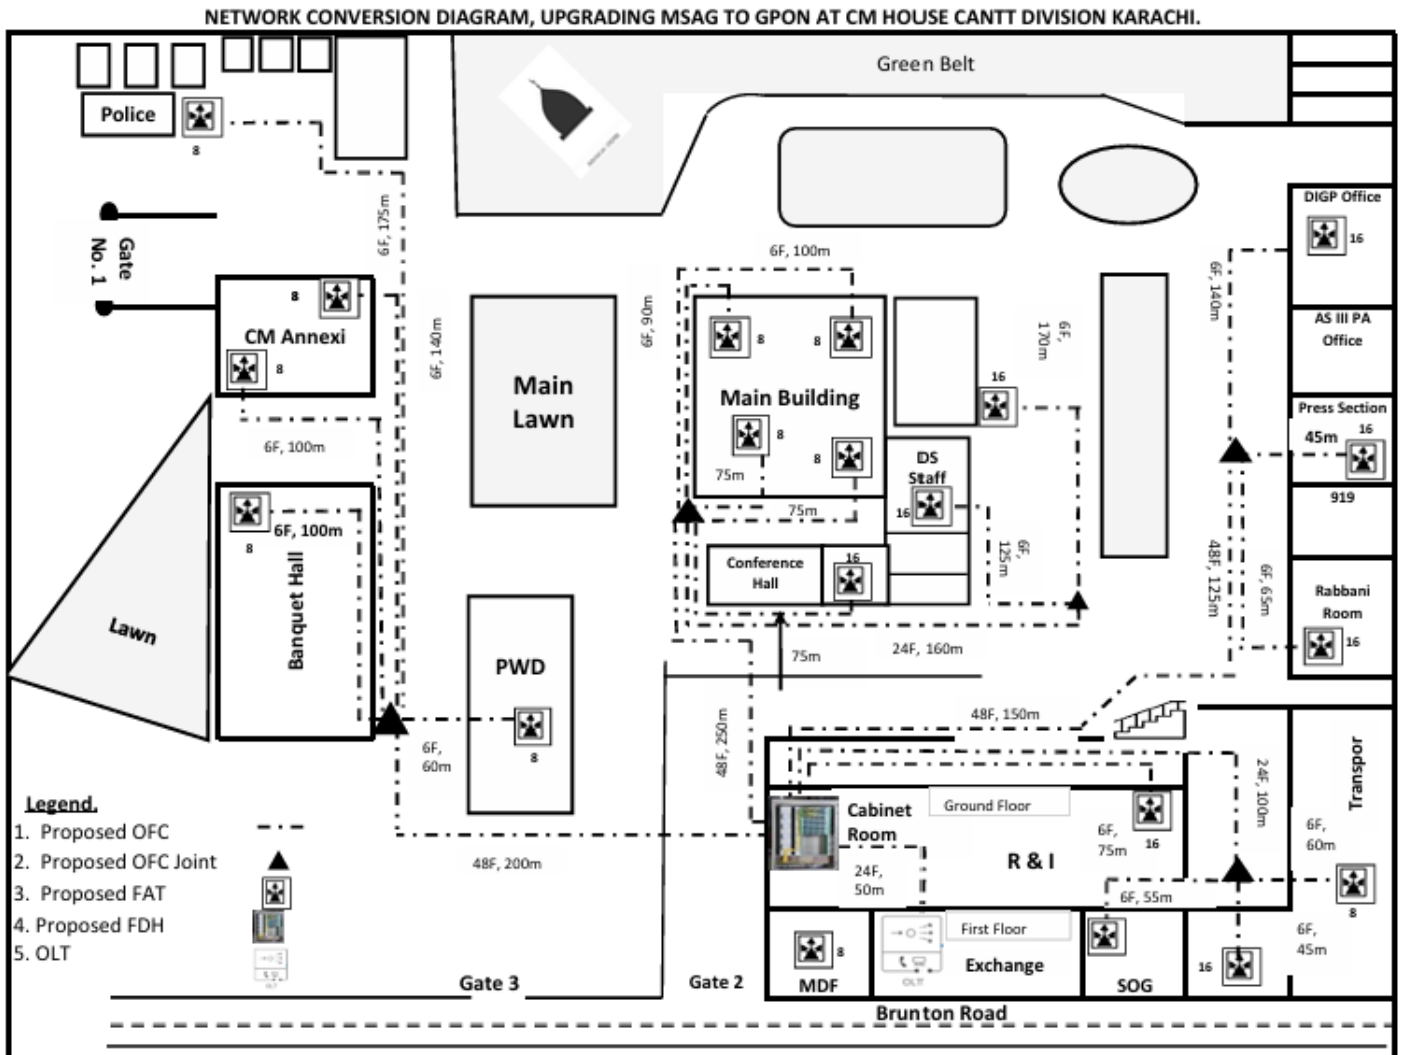 NETWORK CONVERSION DIAGRAM, UPGRADING MSAG TO GPON AT CM HOUSE CANTT DIVISION KARACHI.
Green Belt
Police
8
6F, 175m
Gate
No. 1
8
CM Annexi
8
6F, 100m
6F, 140m
Main
Lawn
6F, 90m
6F, 100m
8
8
Main Building
8
8
75m
75m
16
6F,
170m
DS
Staff
16
6F,
125m
Conference
Hall
16
75m
24F, 160m
DIGP Office
16
6F, 140m
AS III PA
Office
Press Section
16
45m
919
48F, 125m
6F, 65m
Rabbani
Room
16
8
6F, 100m
Banquet Hall
Lawn
PWD
8
6F,
60m
48F, 200m
48F, 250m
48F, 150m
Cabinet
Room
Ground Floor
R & I
6F,
75m
16
24F,
50m
24F, 100m
Transpor
6F,
60m
8
6F, 55m
6F,
45m
16
8
MDF
First Floor
Exchange
OLT
SOG
Legend.
1. Proposed OFC
2. Proposed OFC Joint
3. Proposed FAT
4. Proposed FDH
5. OLT
Gate 3
Gate 2
Brunton Road